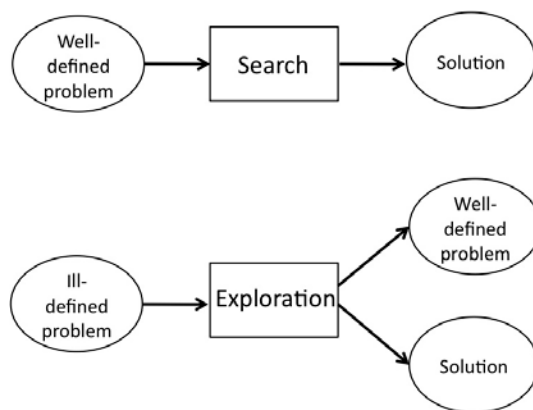 Well-
defined
problem
Search
Solution
Well-
defined
problem
Ill-
defined
problem
Exploration
Solution